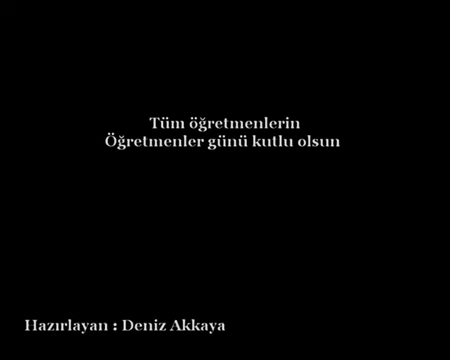 Tüm öğretmenlerin
Öğretmenler günü kutlu olsun
Hazırlayan : Deniz Akkaya